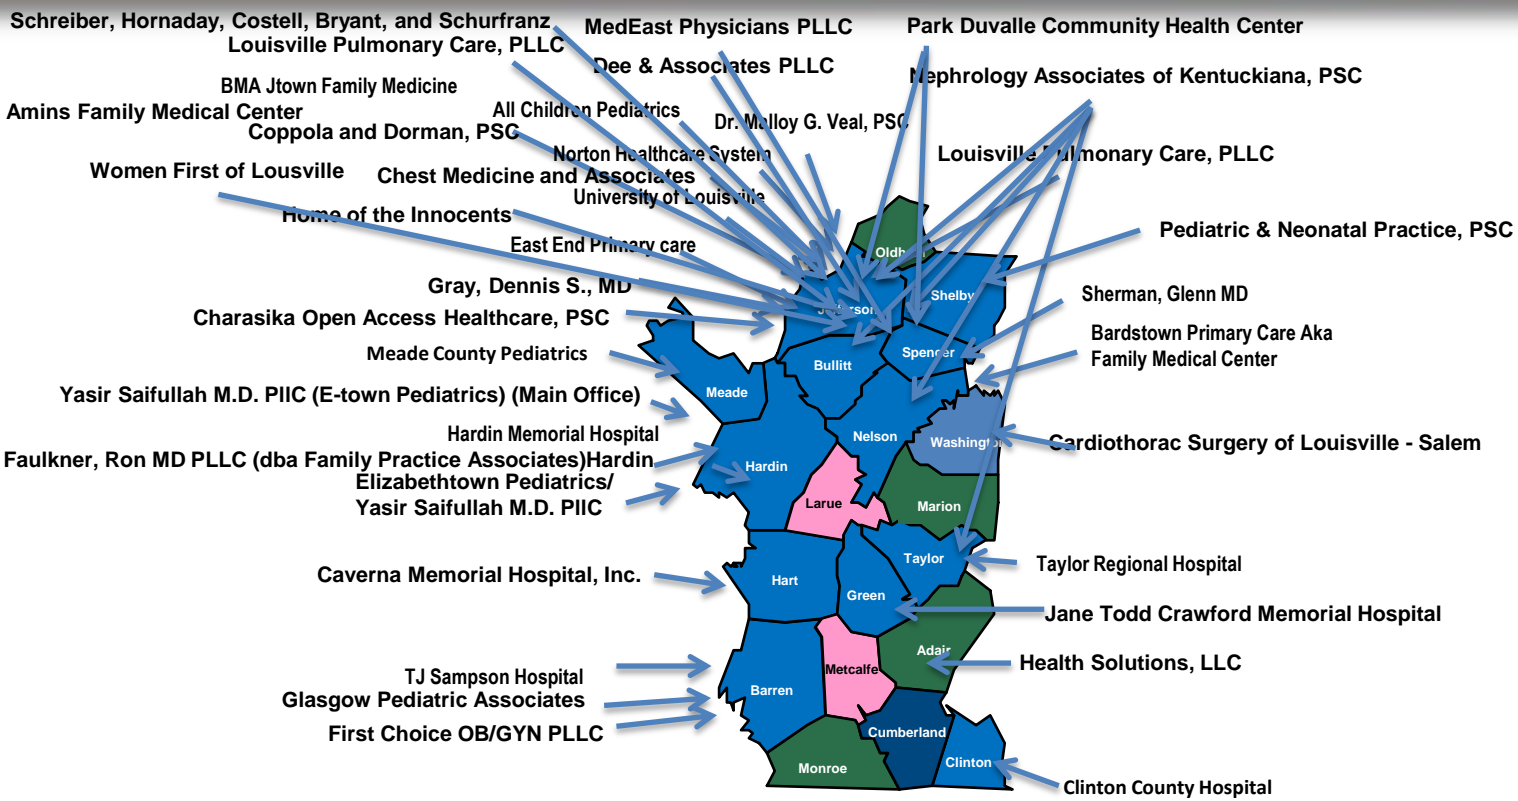 Schreiber, Hornaday, Costell, Bryant, and Schurfranz
MedEast Physicians PLLC
Park Duvalle Community Health Center
Louisville Pulmonary Care, PLLC
Dee & Associates PLLC
Nephrology Associates of Kentuckiana, PSC
BMA Jtown Family Medicine
Amins Family Medical Center
All Children Pediatrics
Dr. Malloy G. Veal, PSC
Coppola and Dorman, PSC
Norton Healthcare System
Louisville Pulmonary Care, PLLC
Women First of Lousville
Chest Medicine and Associates
University of Louisville
Home of the Innocents
Pediatric & Neonatal Practice, PSC
East End Primary care
Oldham
Gray, Dennis S., MD
Shelby
Sherman, Glenn MD
Jefferson
Charasika Open Access Healthcare, PSC
Bardstown Primary Care Aka
Family Medical Center
Meade County Pediatrics
Spencer
Bullitt
Meade
Yasir Saifullah M.D. PllC (E-town Pediatrics) (Main Office)
Hardin Memorial Hospital
Nelson
Washington
Cardiothorac Surgery of Louisville - Salem
Faulkner, Ron MD PLLC (dba Family Practice Associates)Hardin
Hardin
Elizabethtown Pediatrics/
Yasir Saifullah M.D. PllC
Larue
Marion
Taylor
Taylor Regional Hospital
Caverna Memorial Hospital, Inc.
Hart
Green
Jane Todd Crawford Memorial Hospital
Adair
Health Solutions, LLC
Metcalfe
TJ Sampson Hospital
Barren
Glasgow Pediatric Associates
First Choice OB/GYN PLLC
Cumberland
Monroe
Clinton
Clinton County Hospital